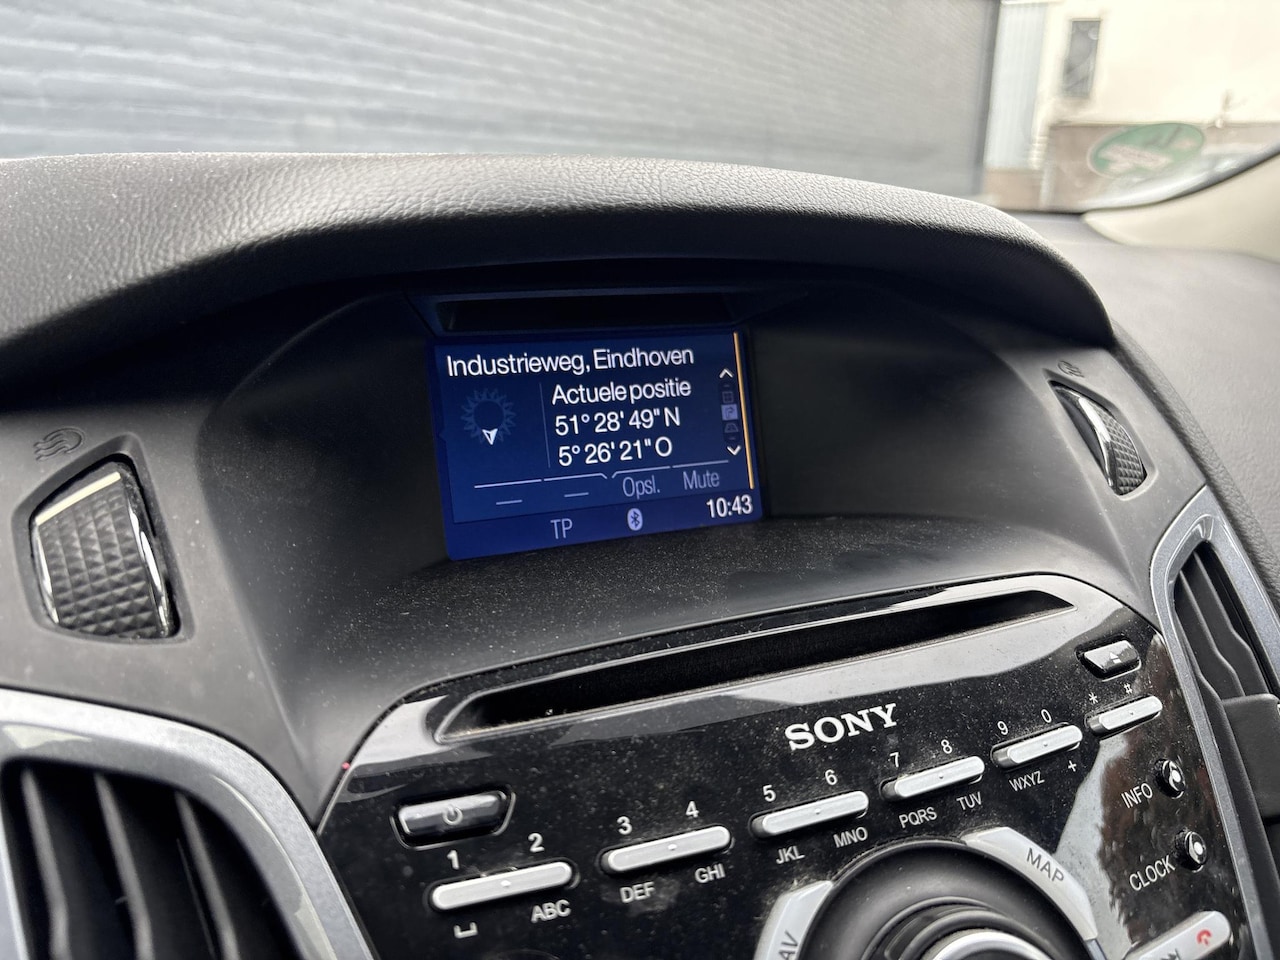 Industrieweg, Eindhoven
Actuele positie
51° 28' 49" N
5° 26' 21" O
Opsl. Mute
TP 10:43
SONY
1 2 3 4 5 6 7 8 9 0 * #
ABC DEF GHI JKL MNO PQRS TUV WXYZ +
INFO
CLOCK
MAP